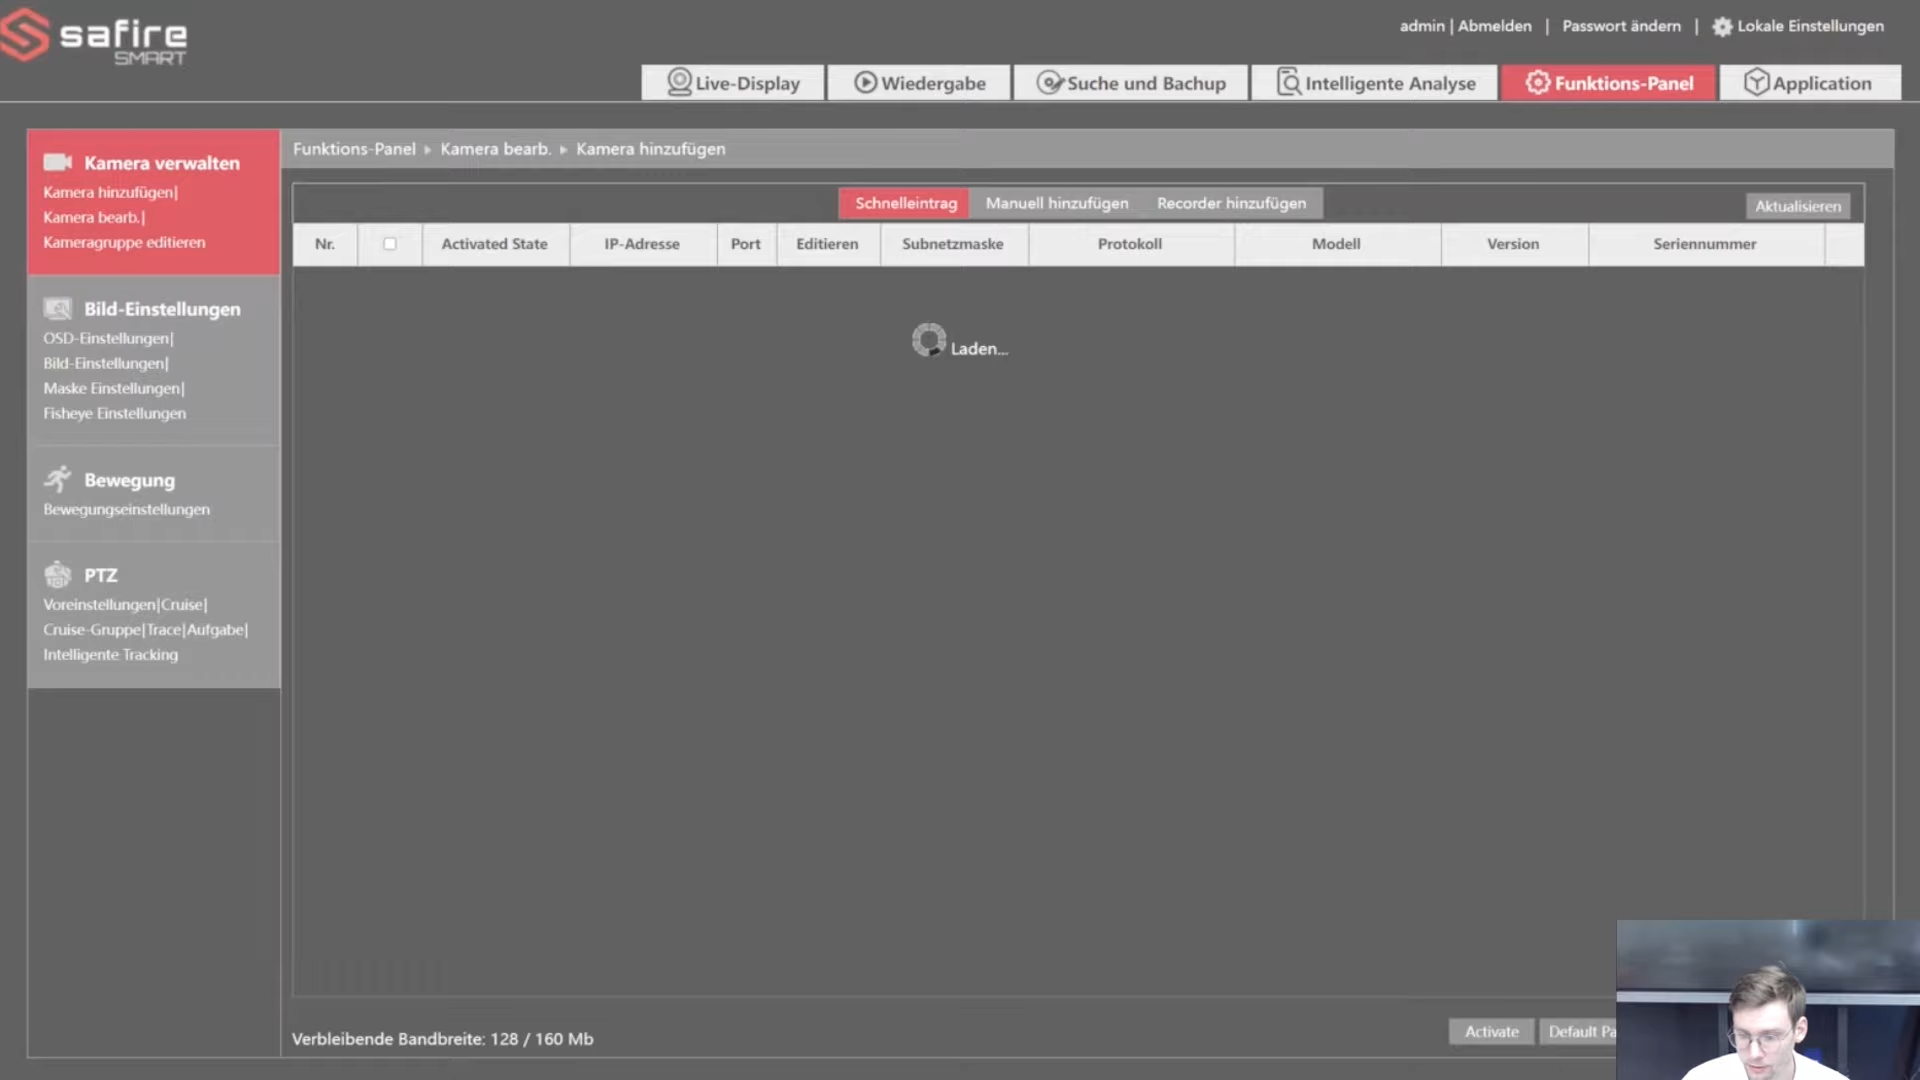 safire
SMART
admin | Abmelden | Passwort ändern | Lokale Einstellungen
Live-Display Wiedergabe Suche und Bachup Intelligente Analyse Funktions-Panel Application
Funktions-Panel Kamera bearb. Kamera hinzufügen
Kamera verwalten
Kamera hinzufügen|
Kamera bearb.|
Kameragruppe editieren
Bild-Einstellungen
OSD-Einstellungen|
Bild-Einstellungen|
Maske Einstellungen|
Fisheye Einstellungen
Bewegung
Bewegungseinstellungen
PTZ
Voreinstellungen|Cruise|
Cruise-Gruppe|Trace|Aufgabe|
Intelligente Tracking
Schnelleintrag Manuell hinzufügen Recorder hinzufügen Aktualisieren
Nr. Activated State IP-Adresse Port Editieren Subnetzmaske Protokoll Modell Version Seriennummer
Laden...
Verbleibende Bandbreite: 128 / 160 Mb
Activate Default Pa